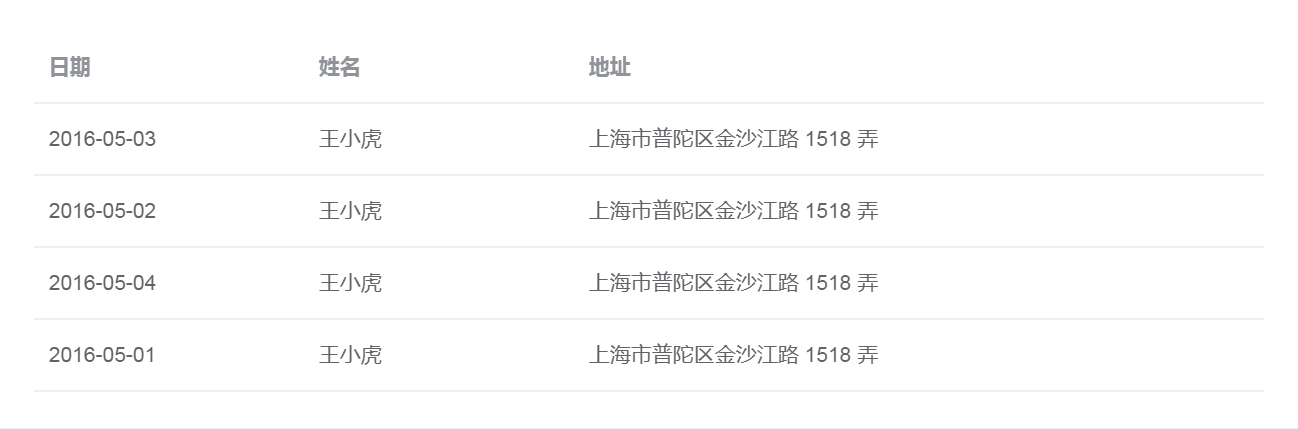 日期 姓名 地址
2016-05-03 王小虎 上海市普陀区金沙江路 1518 弄
2016-05-02 王小虎 上海市普陀区金沙江路 1518 弄
2016-05-04 王小虎 上海市普陀区金沙江路 1518 弄
2016-05-01 王小虎 上海市普陀区金沙江路 1518 弄